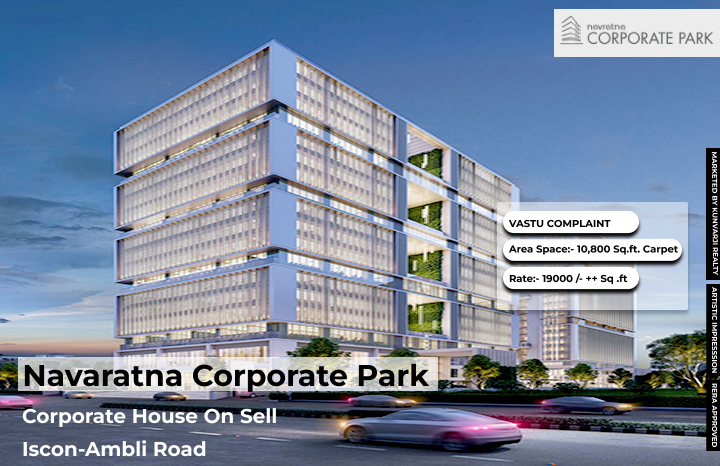 navratna
CORPORATE PARK
MARKETED BY KUNVARJI REALTY
ARTISTIC IMPRESSION . RERA APPROVED
VASTU COMPLAINT
Area Space:- 10,800 Sq.ft. Carpet
Rate:- 19000 /- ++ Sq .ft
Navaratna Corporate Park
Corporate House On Sell
Iscon-Ambli Road